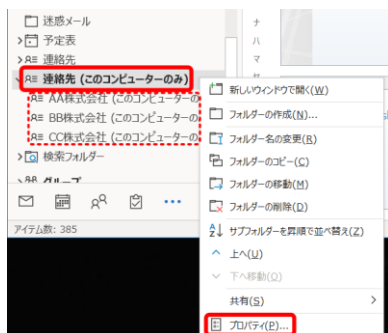 迷惑メール
予定表
連絡先
連絡先 (このコンピューターのみ)
AA株式会社 (このコンピューターの
BB株式会社 (このコンピューターの
CC株式会社 (このコンピューターの
検索フォルダー
グループ
アイテム数: 385
ナ
ハ
マ
新しいウィンドウで開く(W)
フォルダーの作成(N)...
フォルダー名の変更(R)
フォルダーのコピー(C)
フォルダーの移動(M)
フォルダーの削除(D)
サブフォルダーを昇順で並べ替え(Z)
上へ(U)
下へ移動(O)
共有(S)
プロパティ(P)...